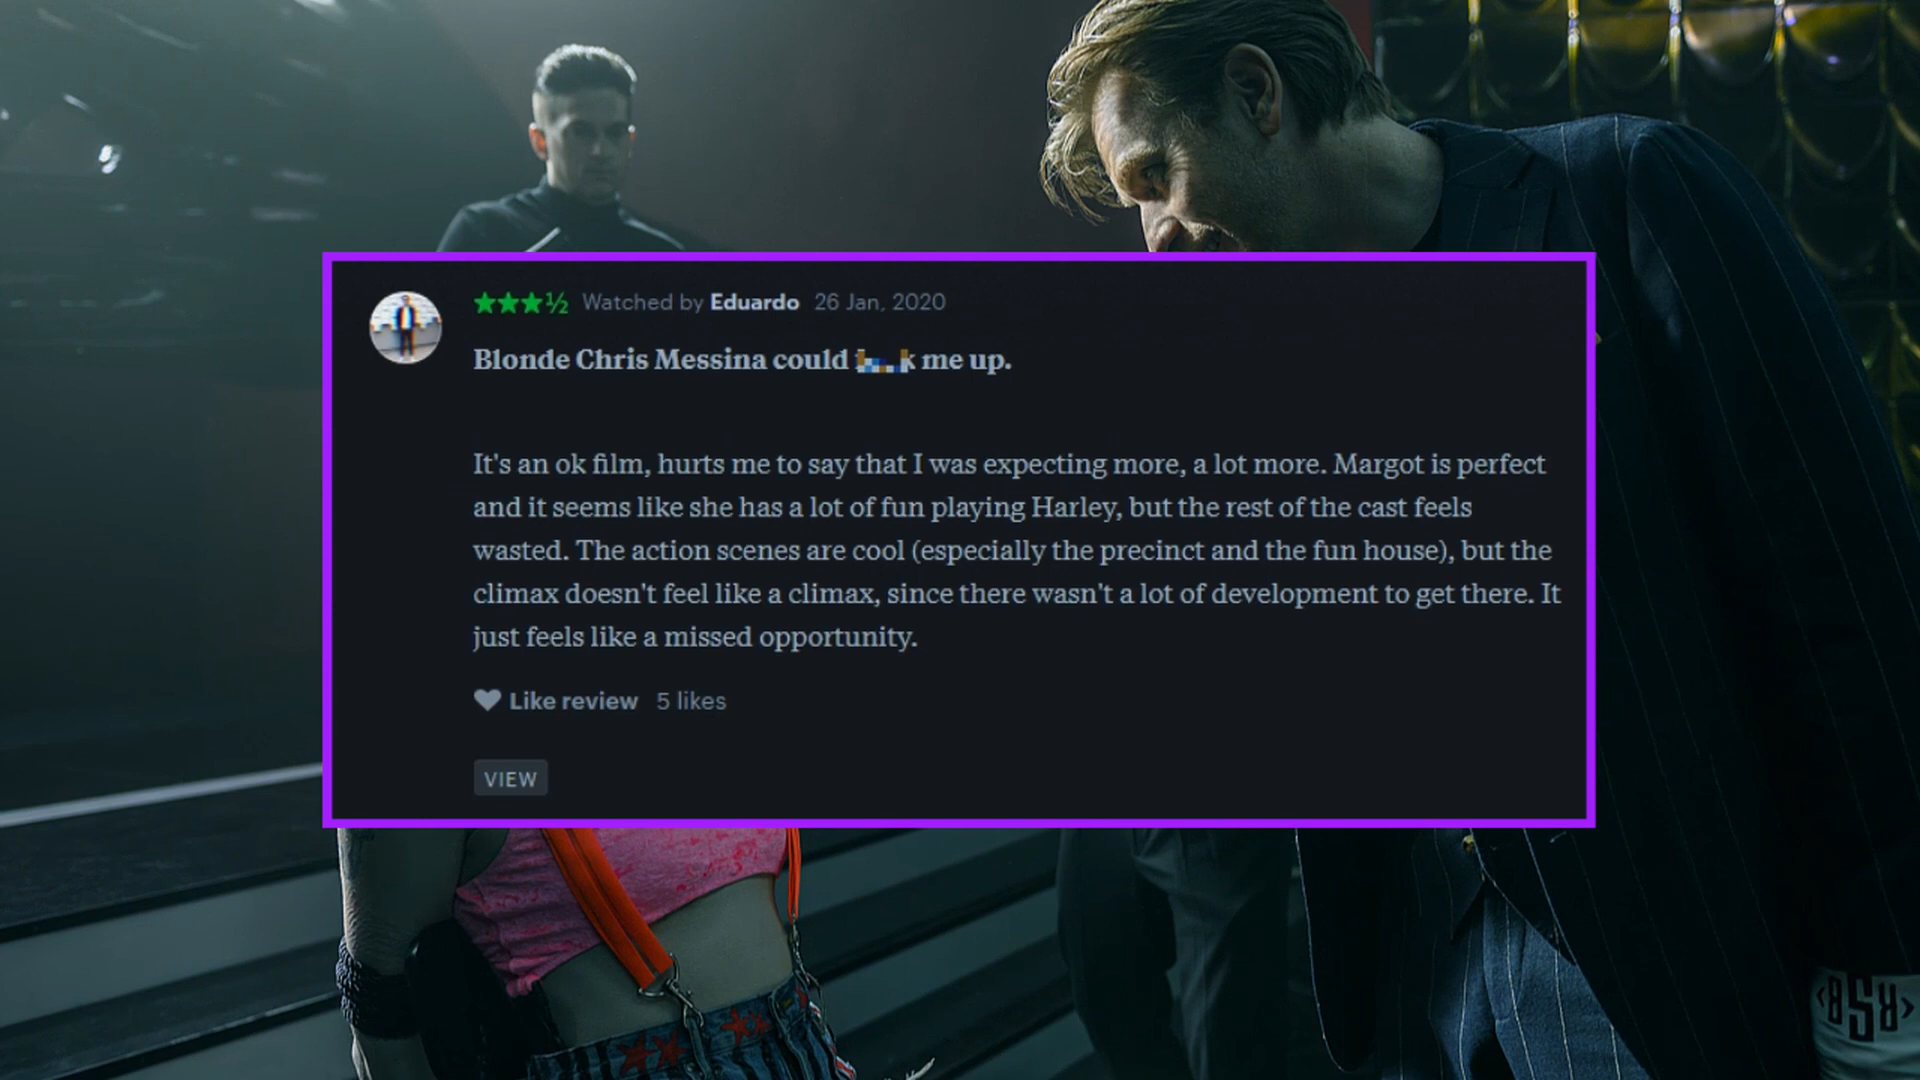 ★★★½ Watched by Eduardo 26 Jan, 2020
Blonde Chris Messina could me up.
It's an ok film, hurts me to say that I was expecting more, a lot more. Margot is perfect
and it seems like she has a lot of fun playing Harley, but the rest of the cast feels
wasted. The action scenes are cool (especially the precinct and the fun house), but the
climax doesn't feel like a climax, since there wasn't a lot of development to get there. It
just feels like a missed opportunity.
Like review 5 likes
VIEW